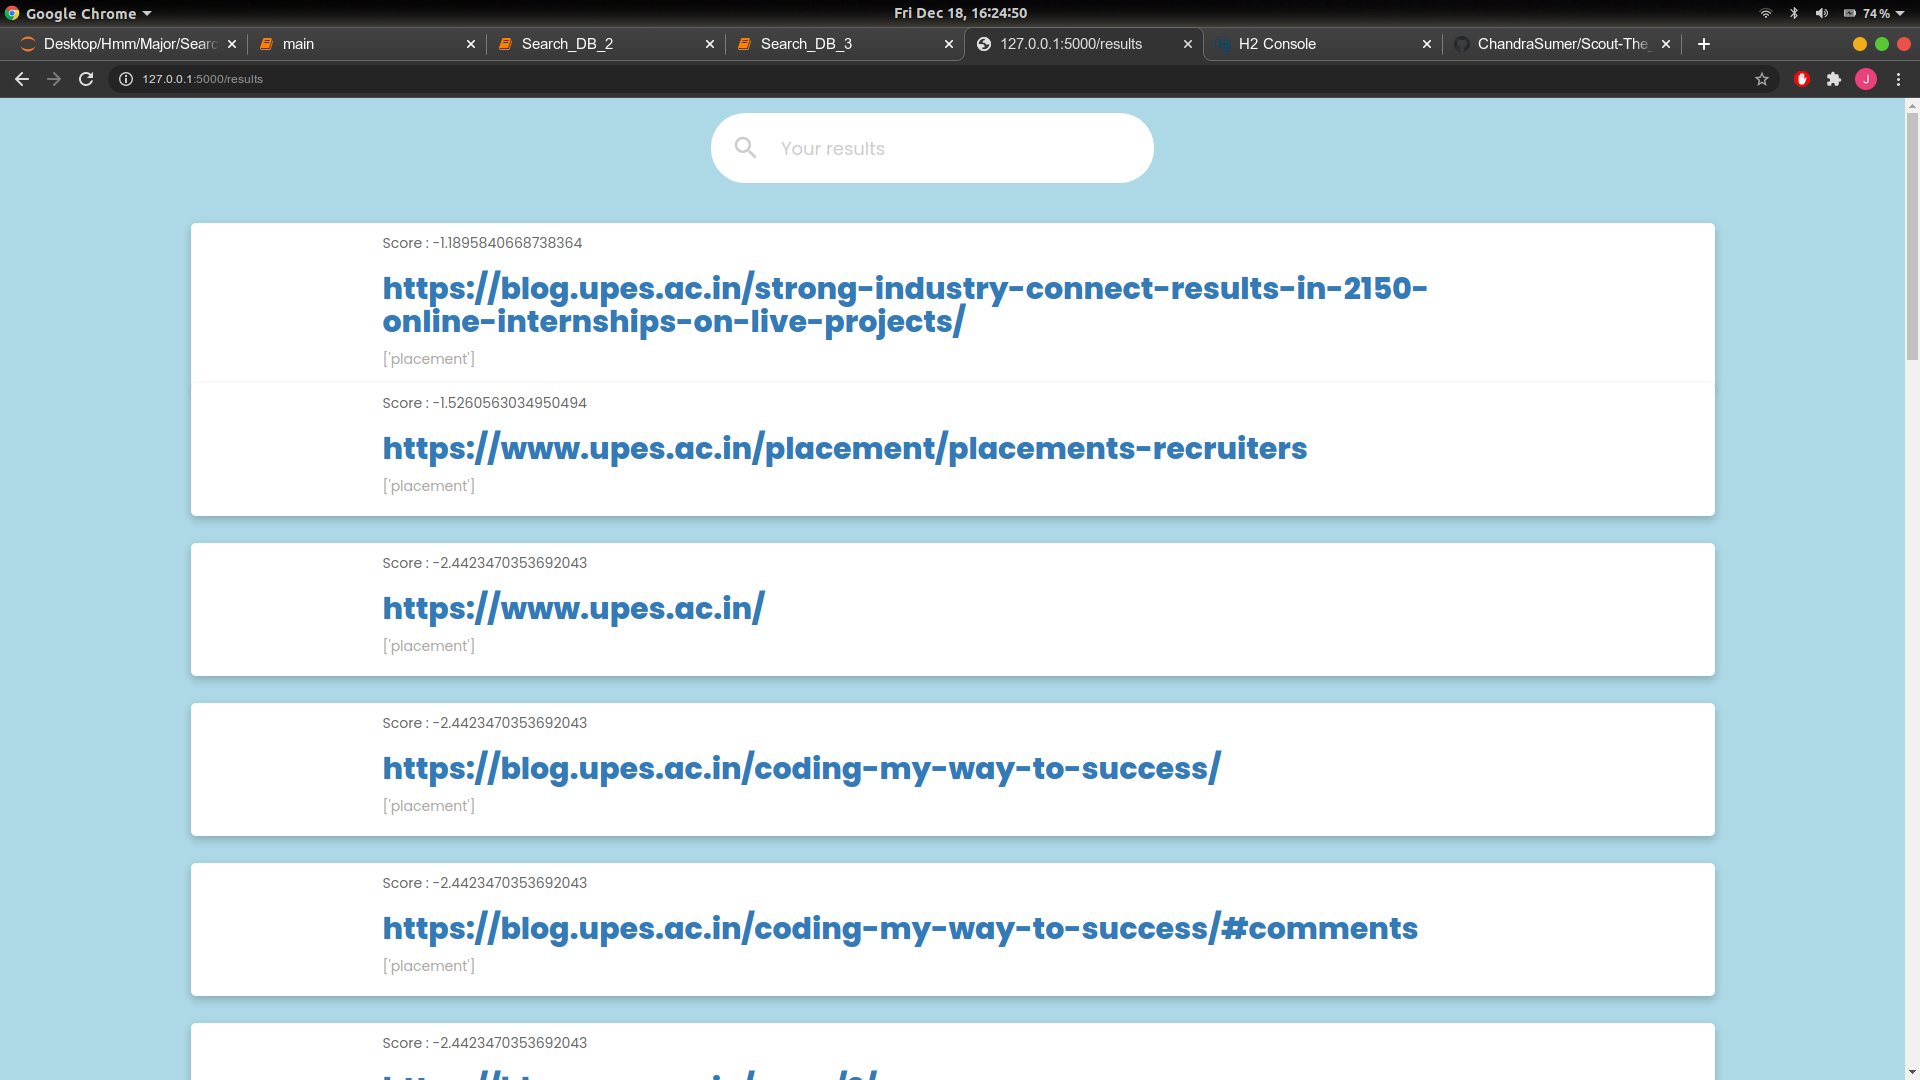 Google Chrome
Fri Dec 18, 16:24:50
74 %
Desktop/Hmm/Major/Searc
main
Search_DB_2
Search_DB_3
127.0.0.1:5000/results
H2 Console
ChandraSumer/Scout-The_
127.0.0.1:5000/results
J
Your results
Score : -1.1895840668738364
https://blog.upes.ac.in/strong-industry-connect-results-in-2150-
online-internships-on-live-projects/
['placement']
Score : -1.5260563034950494
https://www.upes.ac.in/placement/placements-recruiters
['placement']
Score : -2.4423470353692043
https://www.upes.ac.in/
['placement']
Score : -2.4423470353692043
https://blog.upes.ac.in/coding-my-way-to-success/
['placement']
Score : -2.4423470353692043
https://blog.upes.ac.in/coding-my-way-to-success/#comments
['placement']
Score : -2.4423470353692043